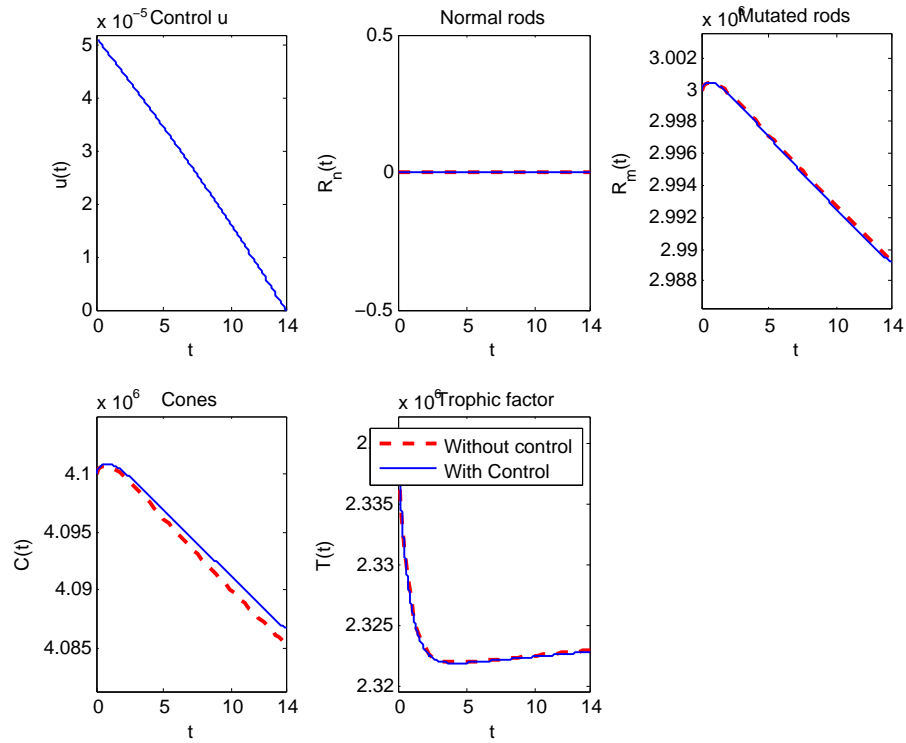 x 10⁻⁵ Control u
5
4
3
2
1
0
0 5 10 14
t
u(t)
Normal rods
0.5
0
−0.5
0 5 10 14
t
R_n(t)
x 10⁶ Mutated rods
3.002
3
2.998
2.996
2.994
2.992
2.99
2.988
0 5 10 14
t
R_m(t)
x 10⁶ Cones
4.1
4.095
4.09
4.085
0 5 10 14
t
C(t)
x 10⁶ Trophic factor
2.335
2.33
2.325
2.32
0 5 10 14
t
T(t)
Without control
With Control